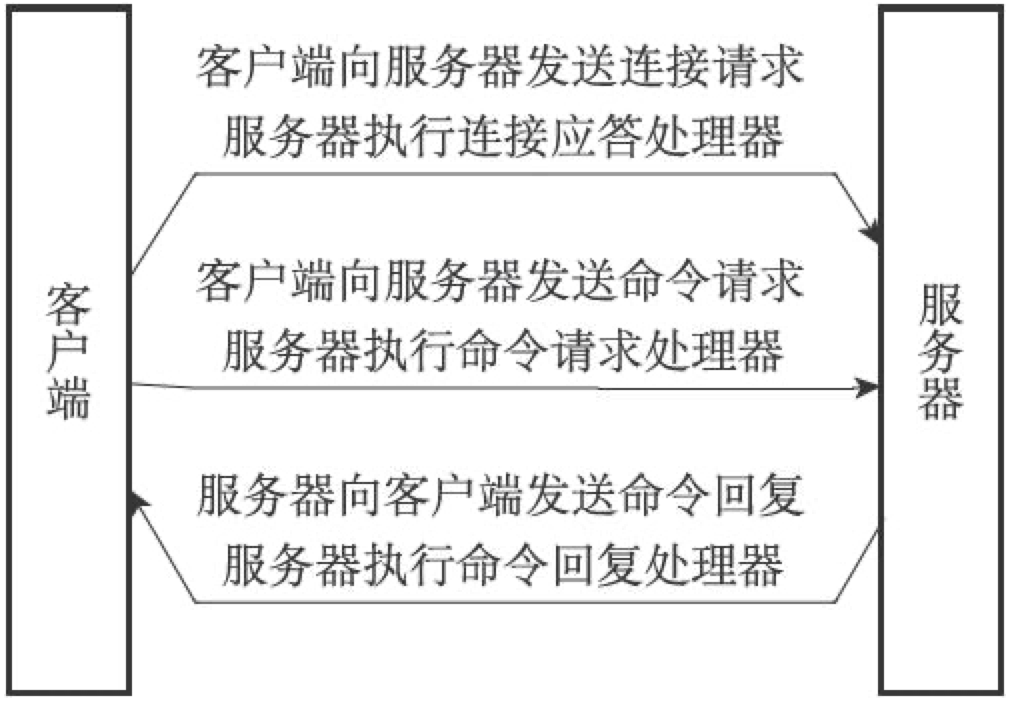 客户端向服务器发送连接请求
服务器执行连接应答处理器
客户端
客户端向服务器发送命令请求
服务器执行命令请求处理器
服务器
服务器向客户端发送命令回复
服务器执行命令回复处理器